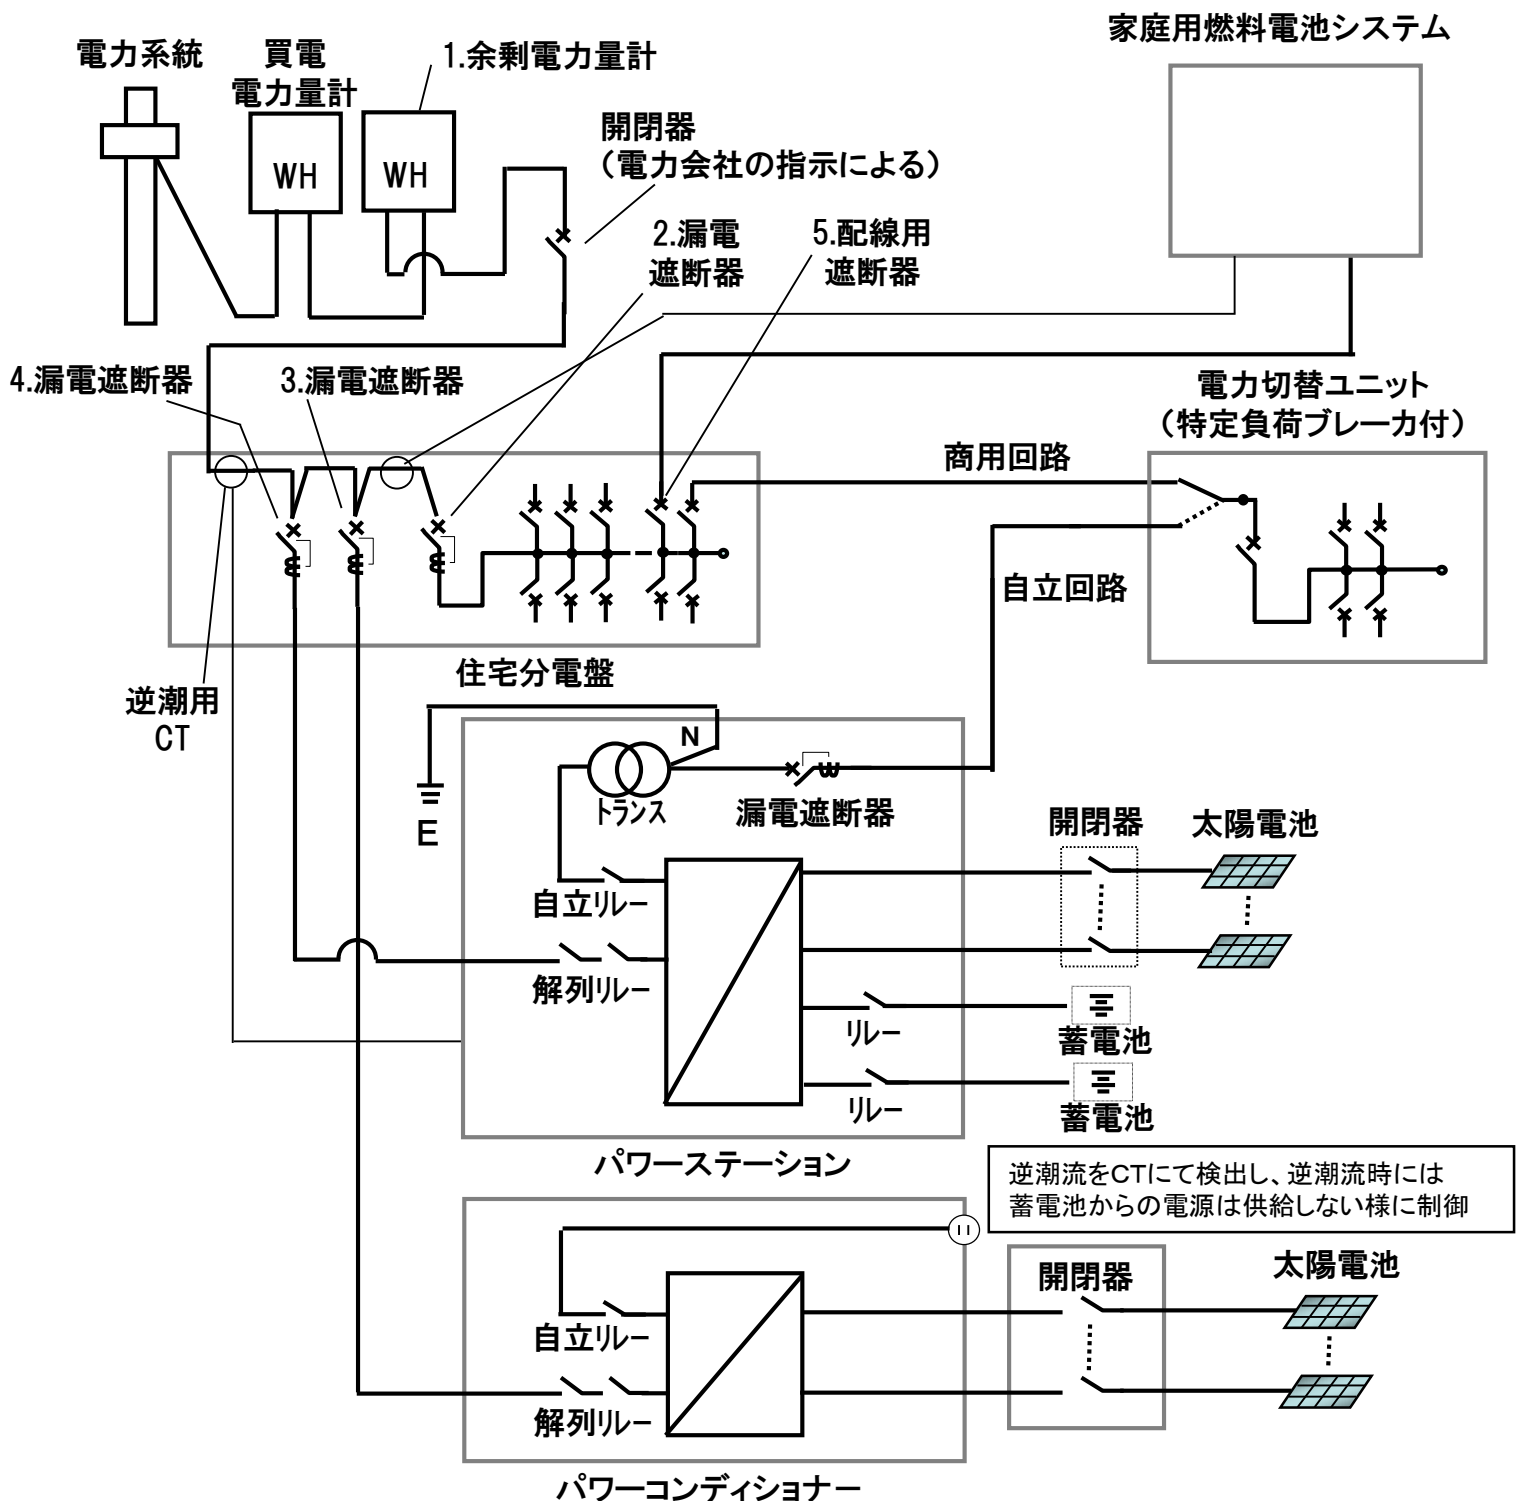 家庭用燃料電池システム
電力系統
買電
電力量計
1.余剰電力量計
WH
WH
開閉器
(電力会社の指示による)
2.漏電
遮断器
5.配線用
遮断器
4.漏電遮断器
3.漏電遮断器
電力切替ユニット
(特定負荷ブレーカ付)
商用回路
自立回路
住宅分電盤
逆潮用
CT
N
E
トランス
漏電遮断器
開閉器
太陽電池
自立リレー
解列リレー
リレー
蓄電池
リレー
蓄電池
パワーステーション
逆潮流をCTにて検出し、逆潮流時には
蓄電池からの電源は供給しない様に制御
開閉器
太陽電池
自立リレー
解列リレー
パワーコンディショナー